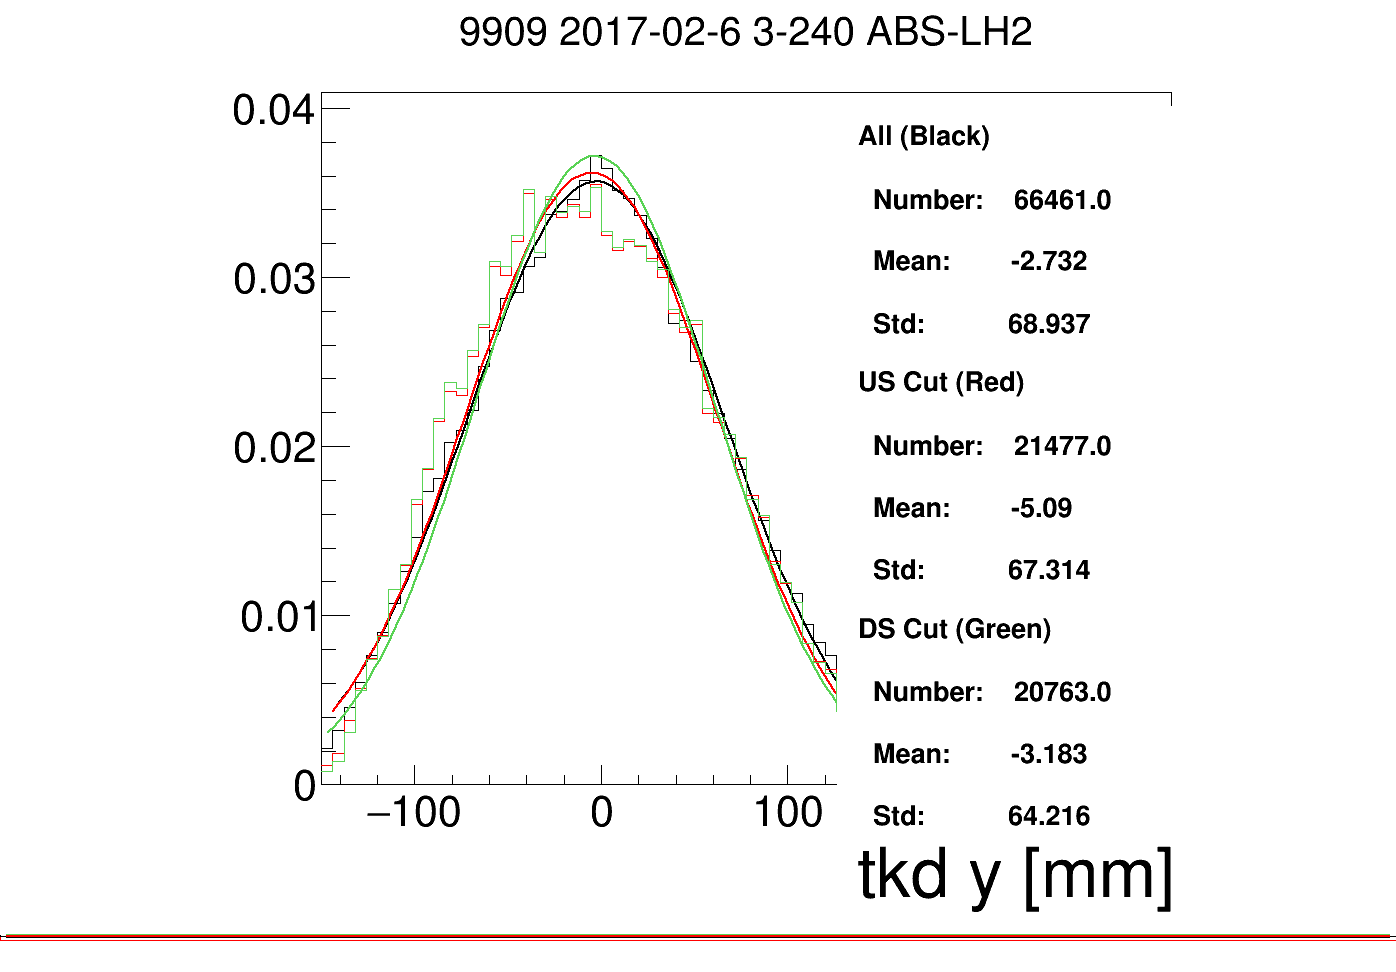 9909 2017-02-6 3-240 ABS-LH2
0.04
0.03
0.02
0.01
0
−100 0 100
All (Black)
Number: 66461.0
Mean: -2.732
Std: 68.937
US Cut (Red)
Number: 21477.0
Mean: -5.09
Std: 67.314
DS Cut (Green)
Number: 20763.0
Mean: -3.183
Std: 64.216
tkd y [mm]